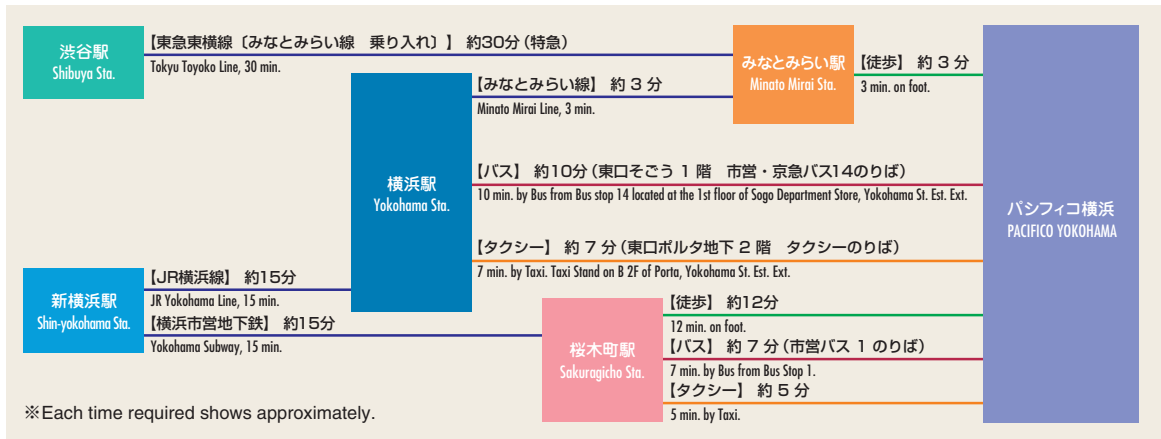 渋谷駅
Shibuya Sta.
【東急東横線〔みなとみらい線　乗り入れ〕】 約30分（特急）
Tokyu Toyoko Line, 30 min.
みなとみらい駅
Minato Mirai Sta.
【徒歩】 約 3 分
3 min. on foot.
横浜駅
Yokohama Sta.
【みなとみらい線】 約 3 分
Minato Mirai Line, 3 min.
【バス】 約10分（東口そごう 1 階　市営・京急バス14のりば）
10 min. by Bus from Bus stop 14 located at the 1st floor of Sogo Department Store, Yokohama St. Est. Ext.
【タクシー】 約 7 分（東口ポルタ地下 2 階　タクシーのりば）
7 min. by Taxi. Taxi Stand on B 2F of Porta, Yokohama St. Est. Ext.
パシフィコ横浜
PACIFICO YOKOHAMA
新横浜駅
Shin-yokohama Sta.
【JR横浜線】 約15分
JR Yokohama Line, 15 min.
【横浜市営地下鉄】 約15分
Yokohama Subway, 15 min.
桜木町駅
Sakuragicho Sta.
【徒歩】 約12分
12 min. on foot.
【バス】 約 7 分（市営バス 1 のりば）
7 min. by Bus from Bus Stop 1.
【タクシー】 約 5 分
5 min. by Taxi.
※Each time required shows approximately.